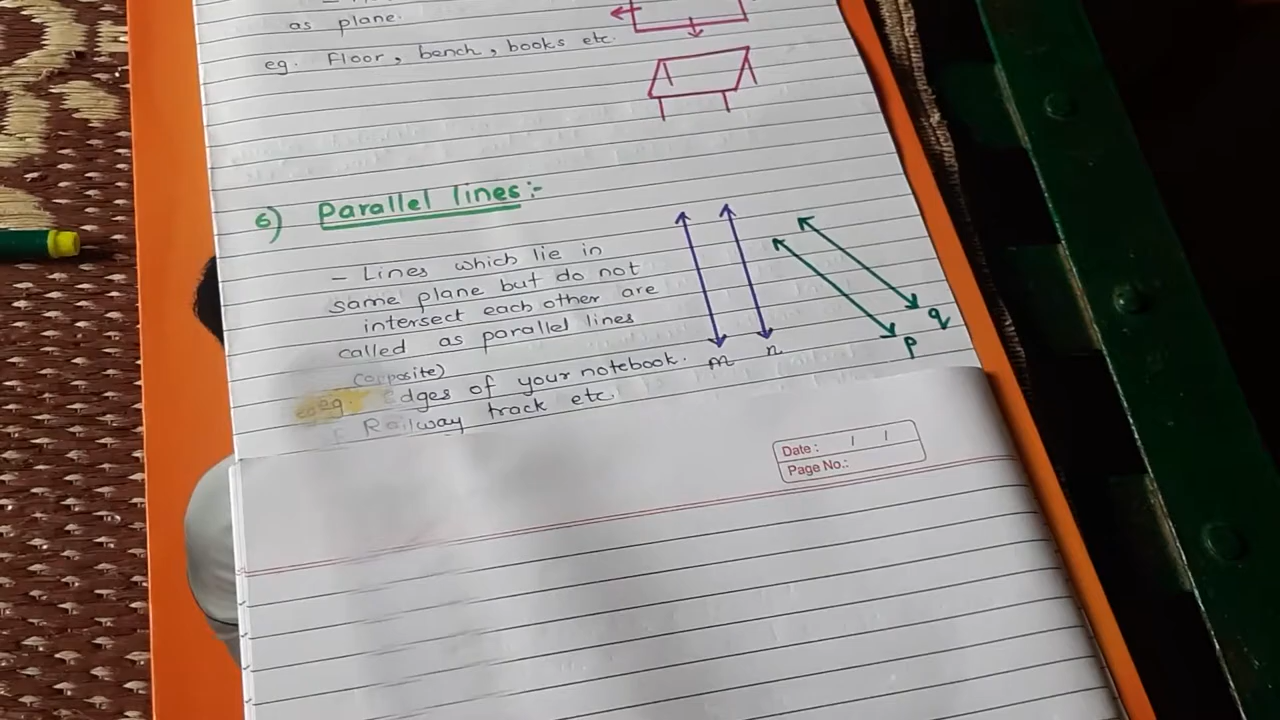 as plane.
eg. Floor, bench, books etc.
6) Parallel lines:-
- Lines which lie in
same plane but do not
intersect each other are
called as parallel lines
(opposite)
eg. Edges of your notebook.
Railway track etc.
m n
p q
Date: / /
Page No.: